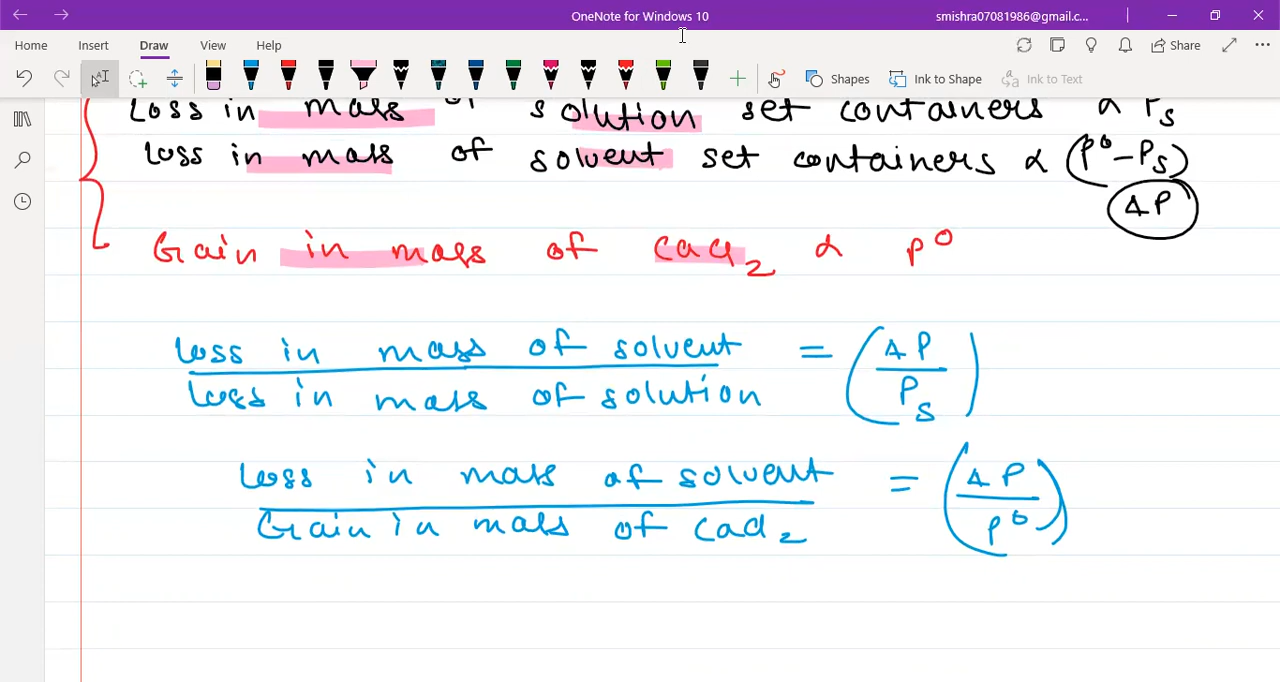 OneNote for Windows 10
smishra07081986@gmail.c...
Home Insert Draw View Help
Share
Shapes Ink to Shape Ink to Text
Loss in mass of solution set containers α Ps
loss in mass of solvent set containers α (P⁰-Ps)
ΔP
Gain in mass of CaCl₂ α P⁰
loss in mass of solvent = (ΔP
loss in mass of solution Ps)
loss in mass of solvent = (ΔP
Gain in mass of CaCl₂ P⁰)